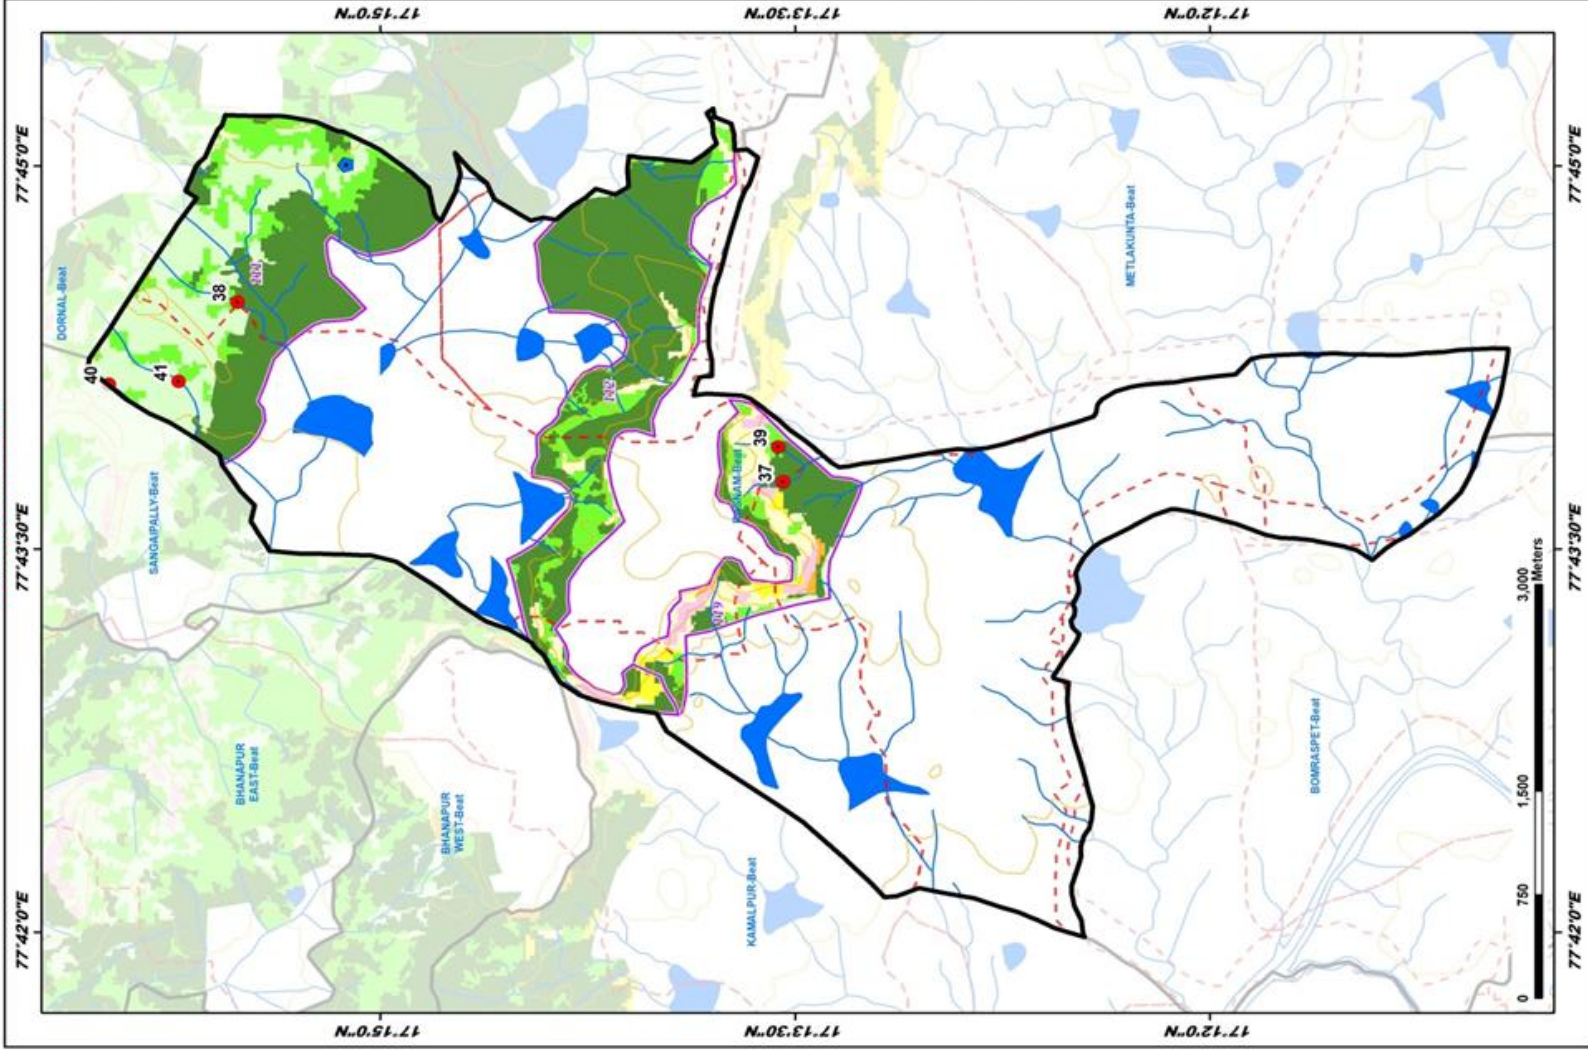 17°15'0"N
17°13'30"N
17°12'0"N
77°45'0"E
77°45'0"E
DORNAL-Beat
METLAKUNTA-Beat
38
40
41
39
37
SANGAIPALLY-Beat
77°43'30"E
77°43'30"E
BHANAPUR
EAST-Beat
BHANAPUR
WEST-Beat
KAMALPUR-Beat
BOMRASPET-Beat
77°42'0"E
77°42'0"E
0 750 1,500 3,000
Meters
17°15'0"N
17°13'30"N
17°12'0"N